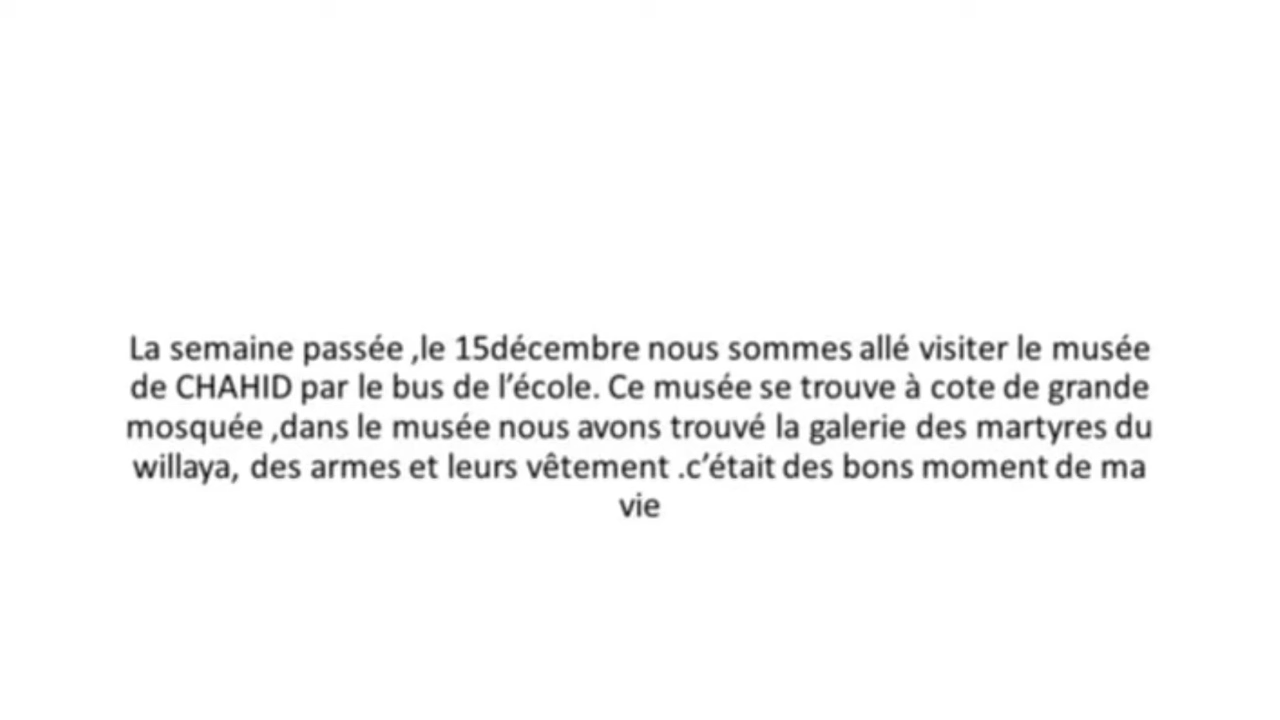 La semaine passée ,le 15décembre nous sommes allé visiter le musée
de CHAHID par le bus de l’école. Ce musée se trouve à cote de grande
mosquée ,dans le musée nous avons trouvé la galerie des martyres du
willaya, des armes et leurs vêtement .c’était des bons moment de ma
vie